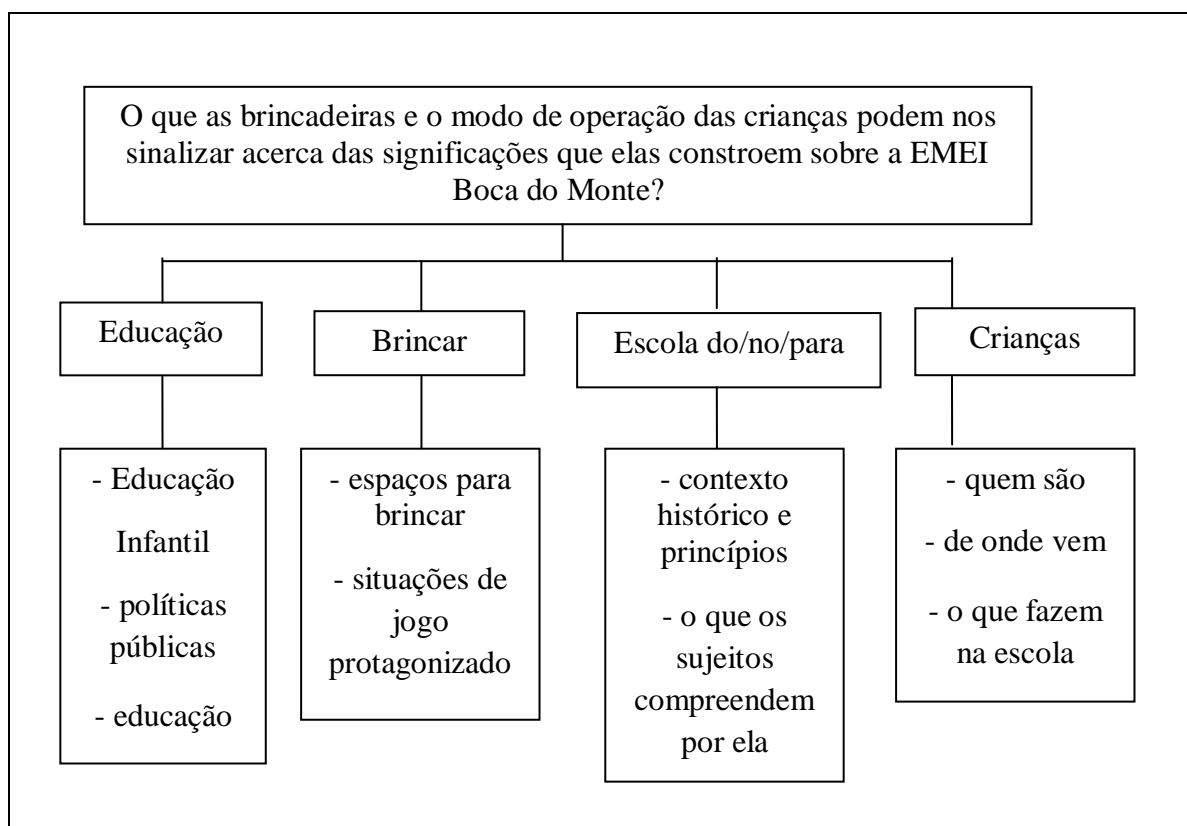 O que as brincadeiras e o modo de operação das crianças podem nos
sinalizar acerca das significações que elas constroem sobre a EMEI
Boca do Monte?
Educação
Brincar
Escola do/no/para
Crianças
- Educação
Infantil
- políticas
públicas
- educação
- espaços para
brincar
- situações de
jogo
protagonizado
- contexto
histórico e
princípios
- o que os
sujeitos
compreendem
por ela
- quem são
- de onde vem
- o que fazem
na escola